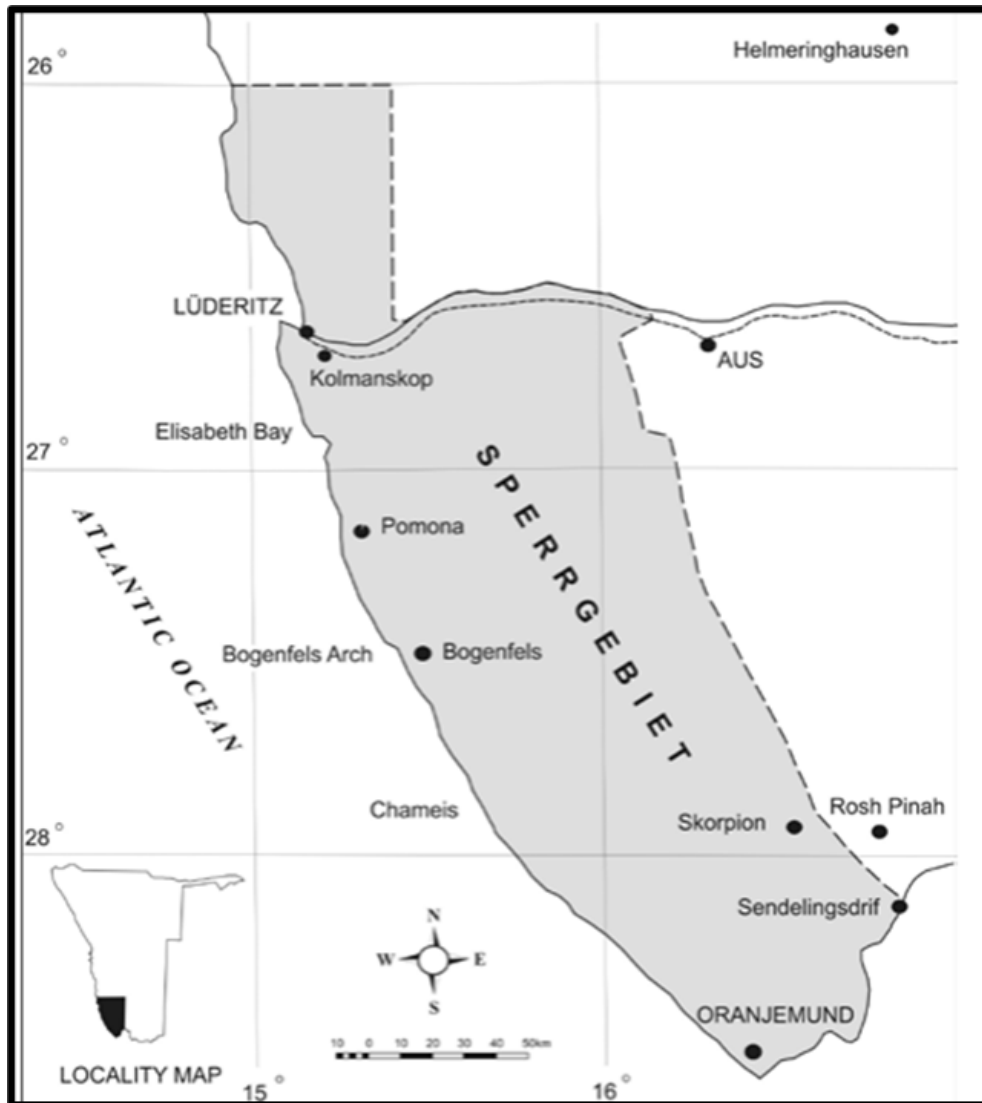 Helmeringhausen
26°
LÜDERITZ
AUS
Kolmanskop
Elisabeth Bay
27°
SPERRGEBIET
Pomona
ATLANTIC OCEAN
Bogenfels Arch
Bogenfels
Chameis
Rosh Pinah
Skorpion
28°
Sendelingsdrif
N
W
E
S
ORANJEMUND
10 0 10 20 30 40 50km
LOCALITY MAP
15°
16°